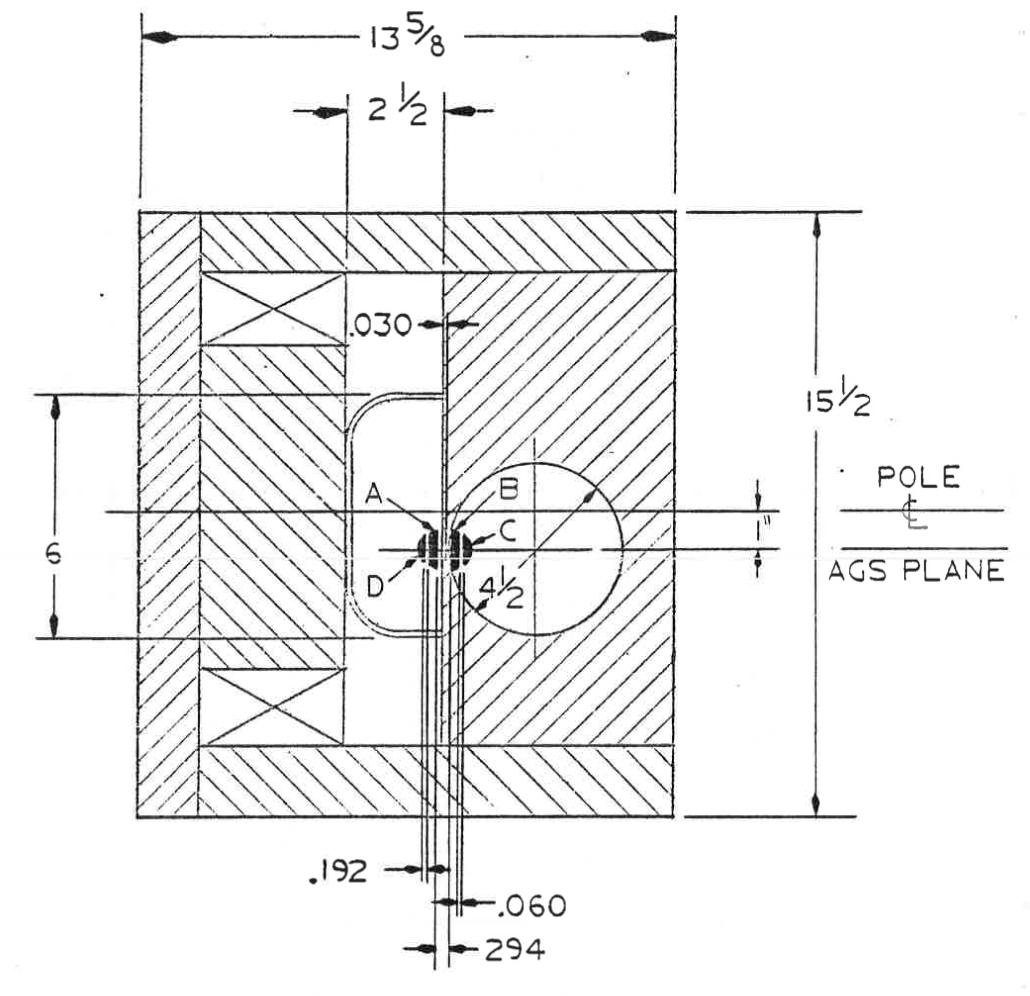 13 5/8
2 1/2
.030
15 1/2
POLE
℄
A
B
1"
6
C
AGS PLANE
D
4 1/2
.192
.060
294